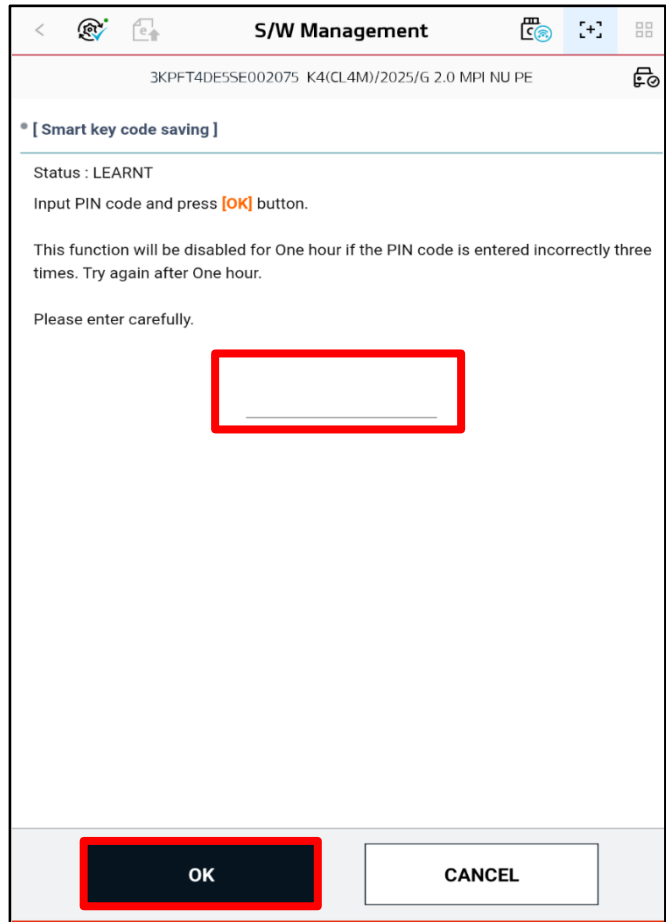 S/W Management
3KPFT4DE5SE002075 K4(CL4M)/2025/G 2.0 MPI NU PE
[ Smart key code saving ]
Status : LEARNT
Input PIN code and press [OK] button.
This function will be disabled for One hour if the PIN code is entered incorrectly three
times. Try again after One hour.
Please enter carefully.
OK
CANCEL